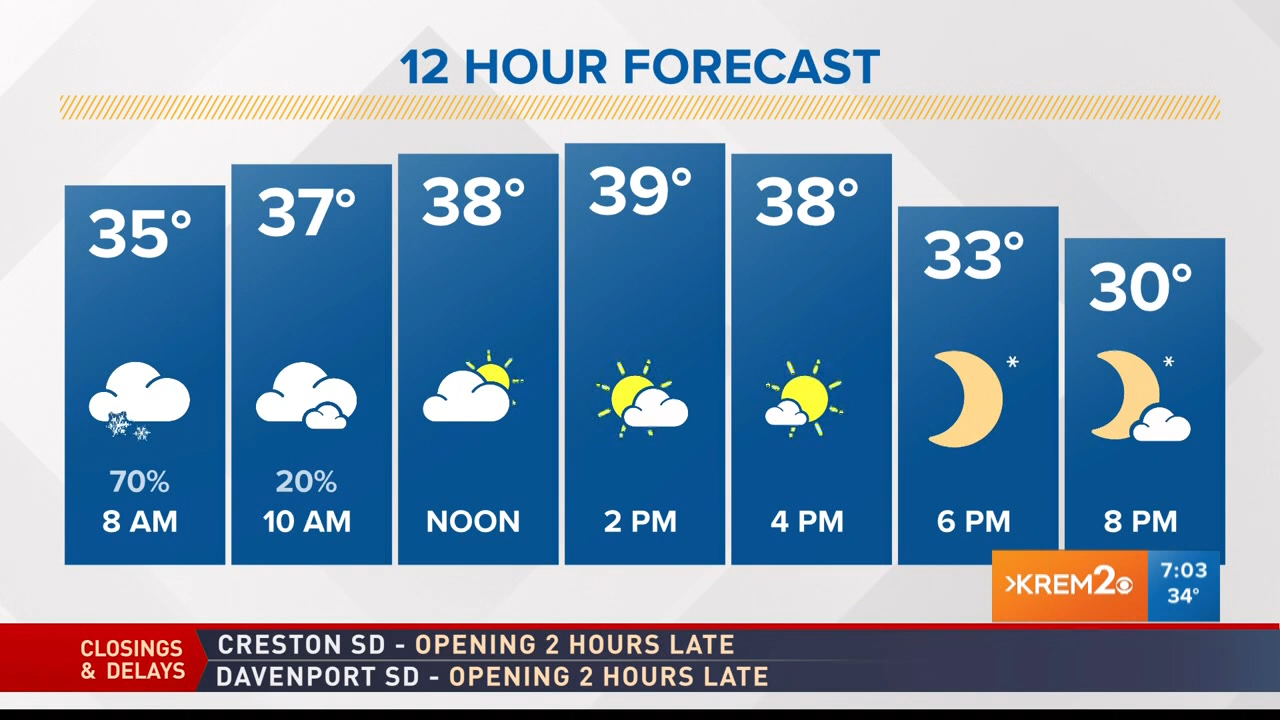 12 HOUR FORECAST
35° 37° 38° 39° 38° 33° 30°
70% 20%
8 AM 10 AM NOON 2 PM 4 PM 6 PM 8 PM
KREM2 7:03
34°
CLOSINGS & DELAYS
CRESTON SD - OPENING 2 HOURS LATE
DAVENPORT SD - OPENING 2 HOURS LATE